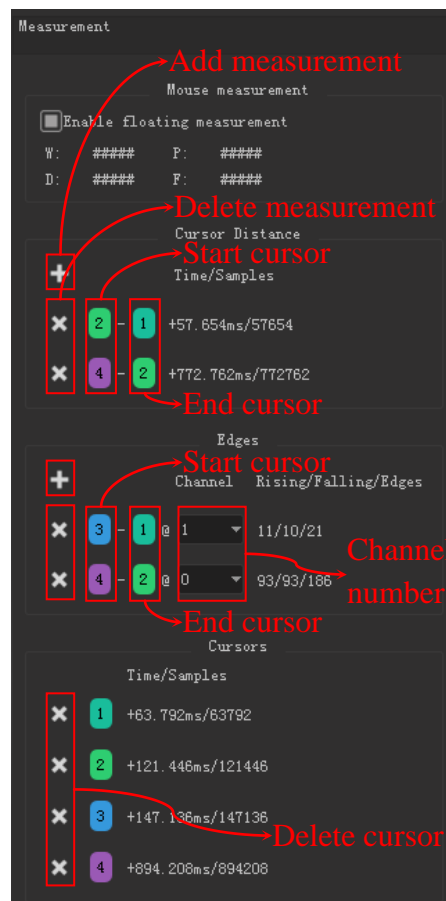 Measurement
Add measurement
Mouse measurement
Enable floating measurement
W: ##### P: #####
D: ##### F: #####
Delete measurement
Cursor Distance
Start cursor
Time/Samples
2 - 1 +57.654ms/57654
4 - 2 +772.762ms/772762
End cursor
Edges
Start cursor
Channel Rising/Falling/Edges
3 - 1 @ 1 11/10/21
Channe
4 - 2 @ 0 93/93/186
number
End cursor
Cursors
Time/Samples
1 +63.792ms/63792
2 +121.446ms/121446
3 +147.136ms/147136
Delete cursor
4 +894.208ms/894208